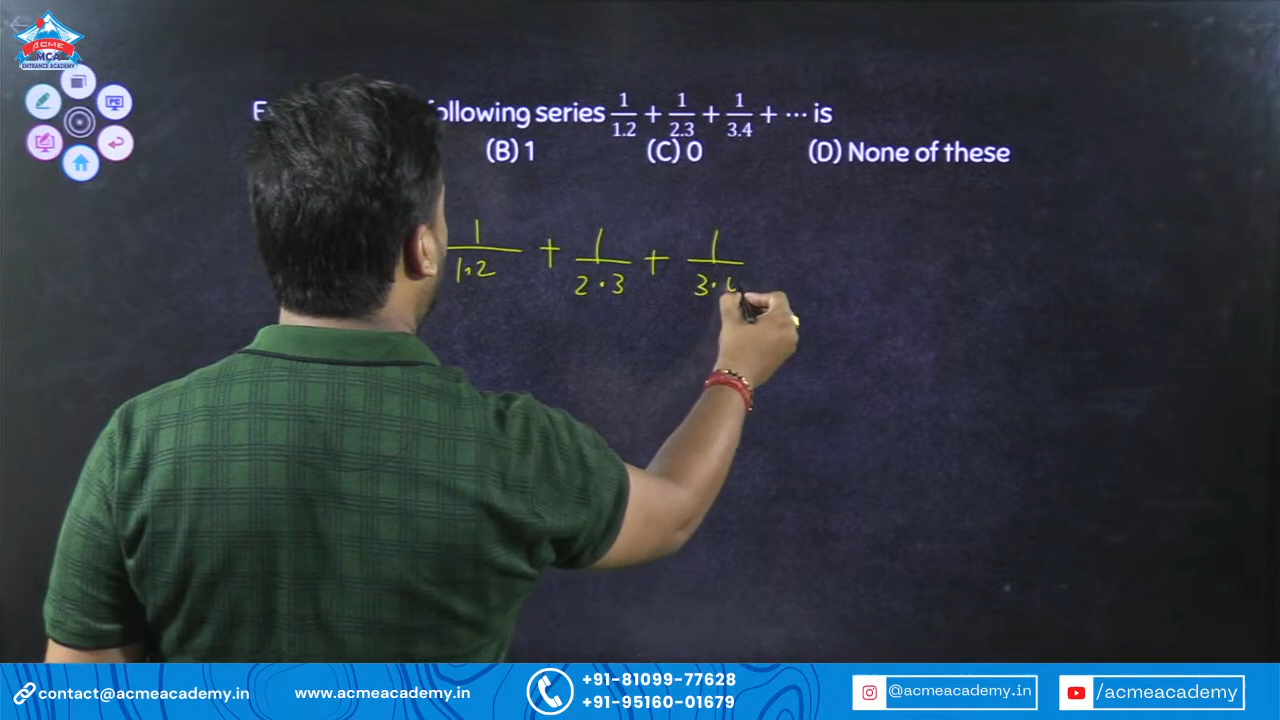 ACME
MCA
ENTRANCE ACADEMY
PC
following series 1/1.2 + 1/2.3 + 1/3.4 + ⋯ is
(B) 1 (C) 0 (D) None of these
1/1.2 + 1/2·3 + 1/3·
contact@acmeacademy.in www.acmeacademy.in +91-81099-77628
+91-95160-01679
@acmeacademy.in /acmeacademy